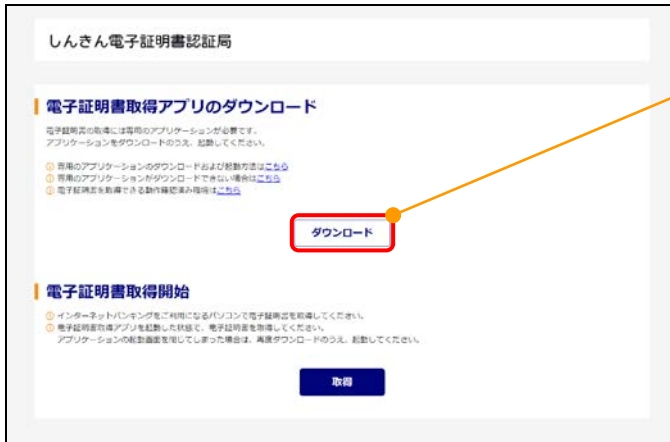 しんきん電子証明書認証局
電子証明書取得アプリのダウンロード
電子証明書の取得には専用のアプリケーションが必要です。
アプリケーションをダウンロードのうえ、起動してください。
専用のアプリケーションのダウンロードおよび起動方法はこちら
専用のアプリケーションがダウンロードできない場合はこちら
電子証明書を取得できる動作確認済み環境はこちら
ダウンロード
電子証明書取得開始
インターネットバンキングをご利用になるパソコンで電子証明書を取得してください。
電子証明書取得アプリを起動した状態で、電子証明書を取得してください。
アプリケーションの起動画面を閉じてしまった場合は、再度ダウンロードのうえ、起動してください。
取得